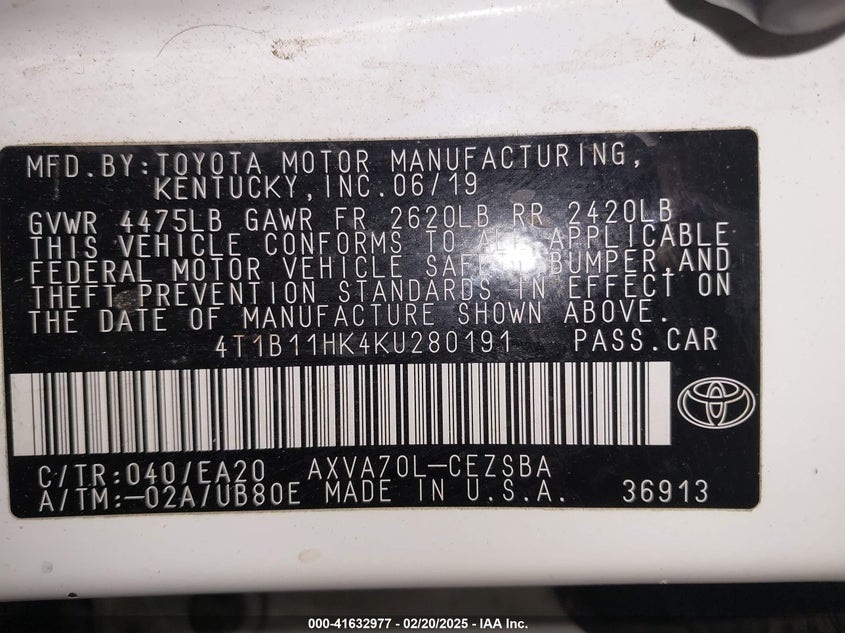 MFD.BY:TOYOTA MOTOR MANUFACTURING,
KENTUCKY,INC.06/19
GVWR 4475LB GAWR FR 2620LB RR 2420LB
THIS VEHICLE CONFORMS TO ALL APPLICABLE
FEDERAL MOTOR VEHICLE SAFETY,BUMPER,AND
THEFT PREVENTION STANDARDS IN EFFECT ON
THE DATE OF MANUFACTURE SHOWN ABOVE.
4T1B11HK4KU280191 PASS.CAR
C/TR:040/EA20 AXVA70L-CEZSBA
A/TM:-02A/UB80E MADE IN U.S.A. 36913
000-41632977 — 02/20/2025 — IAA Inc.